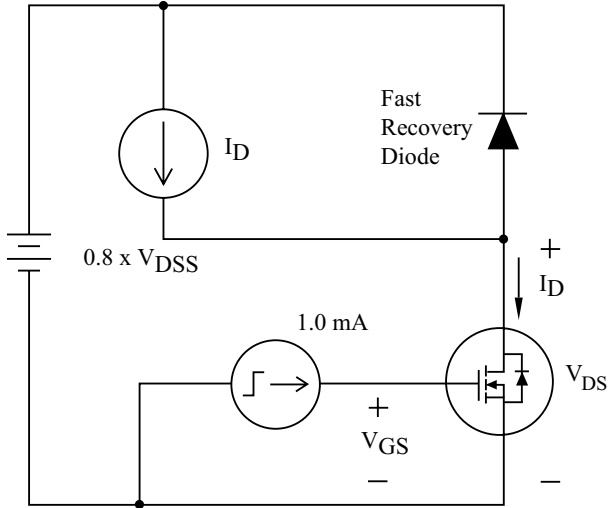 Fast
Recovery
Diode
I_D
0.8 x V_DSS
+
I_D
1.0 mA
V_DS
+
V_GS
−
−